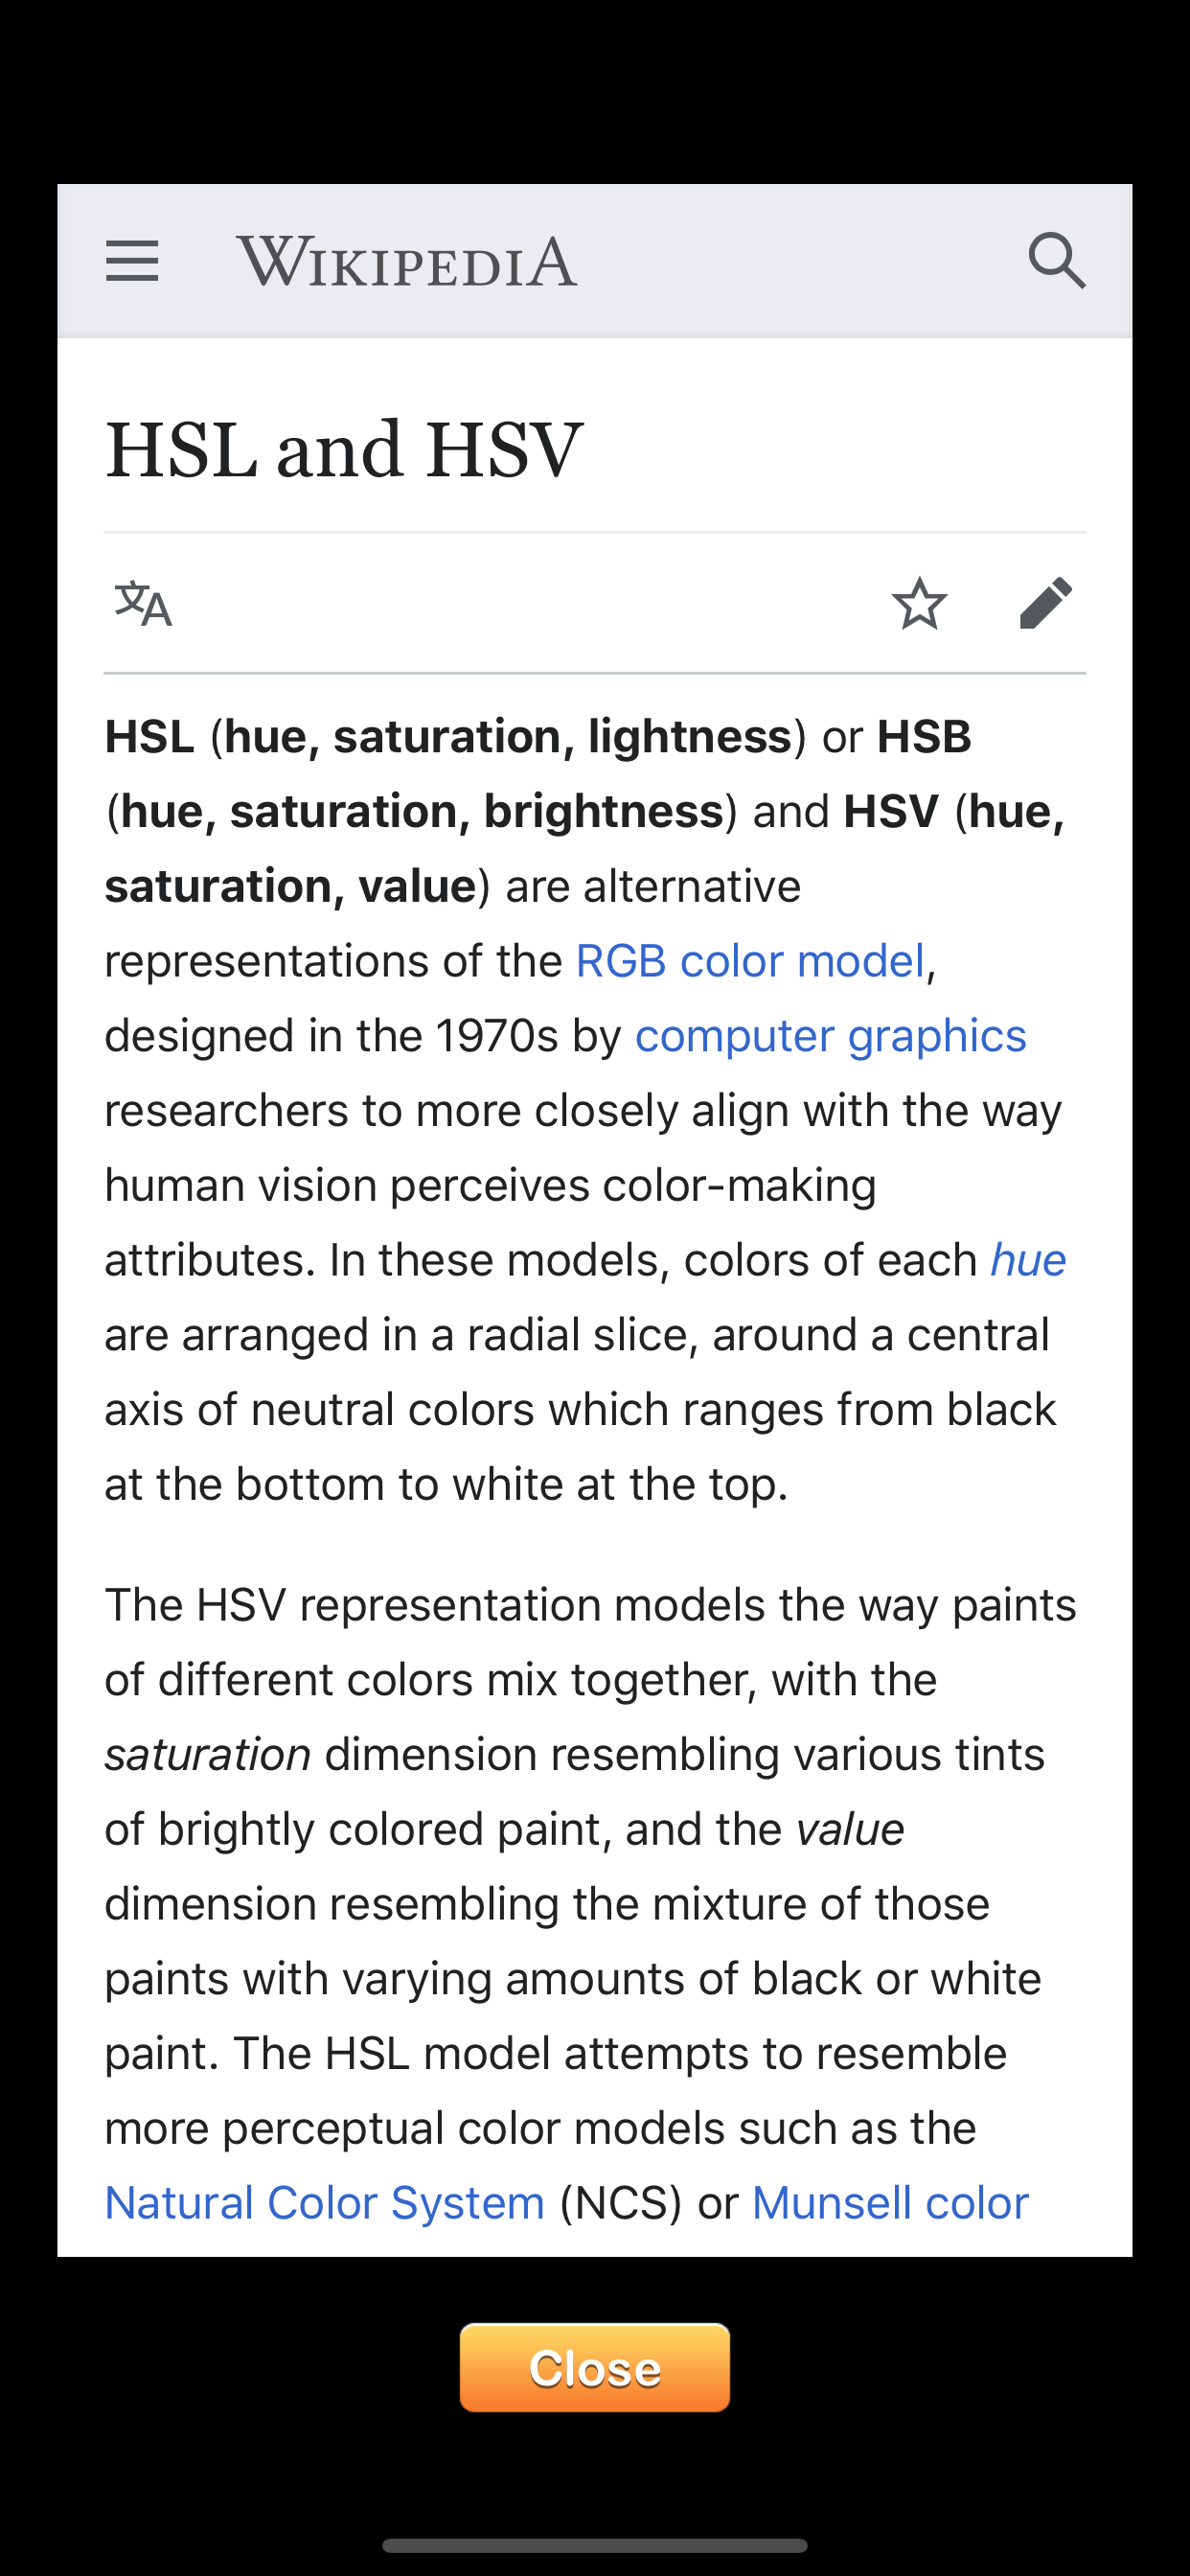 WIKIPEDIA
HSL and HSV
文A
HSL (hue, saturation, lightness) or HSB
(hue, saturation, brightness) and HSV (hue,
saturation, value) are alternative
representations of the RGB color model,
designed in the 1970s by computer graphics
researchers to more closely align with the way
human vision perceives color-making
attributes. In these models, colors of each hue
are arranged in a radial slice, around a central
axis of neutral colors which ranges from black
at the bottom to white at the top.
The HSV representation models the way paints
of different colors mix together, with the
saturation dimension resembling various tints
of brightly colored paint, and the value
dimension resembling the mixture of those
paints with varying amounts of black or white
paint. The HSL model attempts to resemble
more perceptual color models such as the
Natural Color System (NCS) or Munsell color
Close